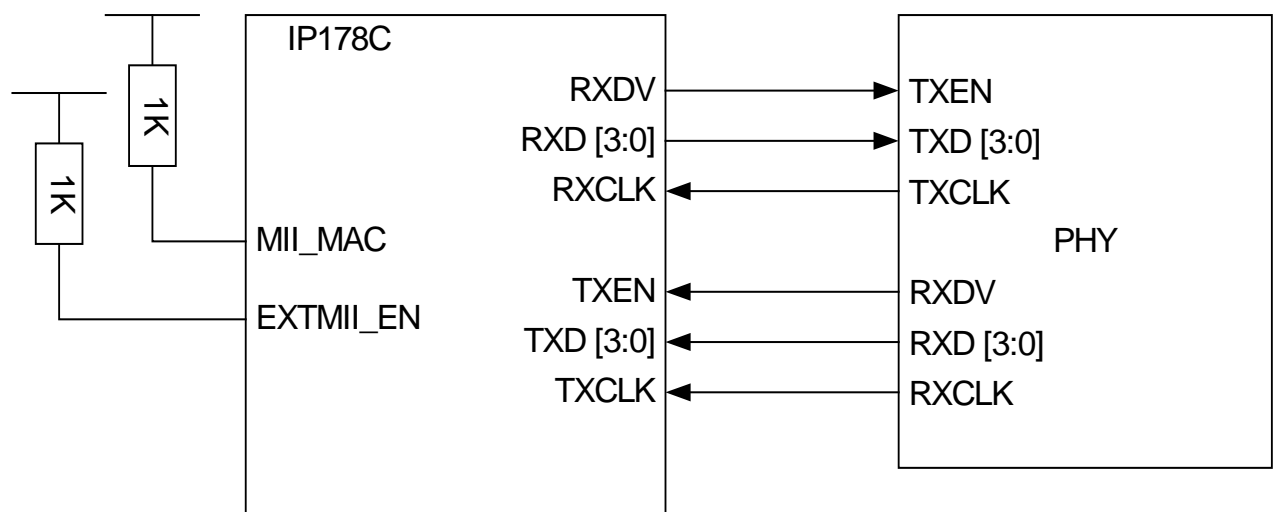 IP178C
1K
1K
MII_MAC
EXTMII_EN
RXDV
RXD [3:0]
RXCLK
TXEN
TXD [3:0]
TXCLK
TXEN
TXD [3:0]
TXCLK
PHY
RXDV
RXD [3:0]
RXCLK